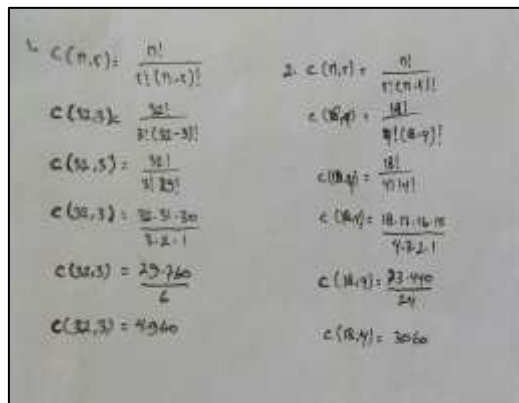 1. C(n,r) = n! / r!(n-r)!
C(32,3) = 32! / 3!(32-3)!
C(32,3) = 32! / 3! 29!
C(32,3) = 32.31.30 / 3.2.1
C(32,3) = 29.760 / 6
C(32,3) = 4960
2. C(n,r) = n! / r!(n-r)!
C(18,4) = 18! / 4!(18-4)!
C(18,4) = 18! / 4!14!
C(18,4) = 18.17.16.15 / 4.3.2.1
C(18,4) = 73.440 / 24
C(18,4) = 3060